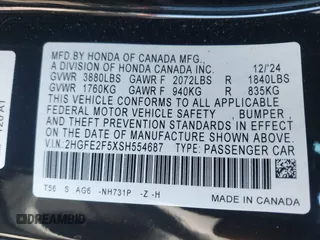 MFD.BY HONDA OF CANADA MFG.,
A DIVISION OF HONDA CANADA INC. 12/'24
GVWR 3880LBS GAWR F 2072LBS R 1840LBS
GVWR 1760KG GAWR F 940KG R 835KG
THIS VEHICLE CONFORMS TO ALL APPLICABLE
FEDERAL MOTOR VEHICLE SAFETY , BUMPER ,
AND THEFT PREVENTION STANDARDS IN EFFECT
ON THE DATE OF MANUFACTURE SHOWN ABOVE.
V.I.N.:2HGFE2F5XSH554687 TYPE: PASSENGER CAR
T56 S AG6 -NH731P -Z -H
MADE IN CANADA
120 A1
DREAMBID